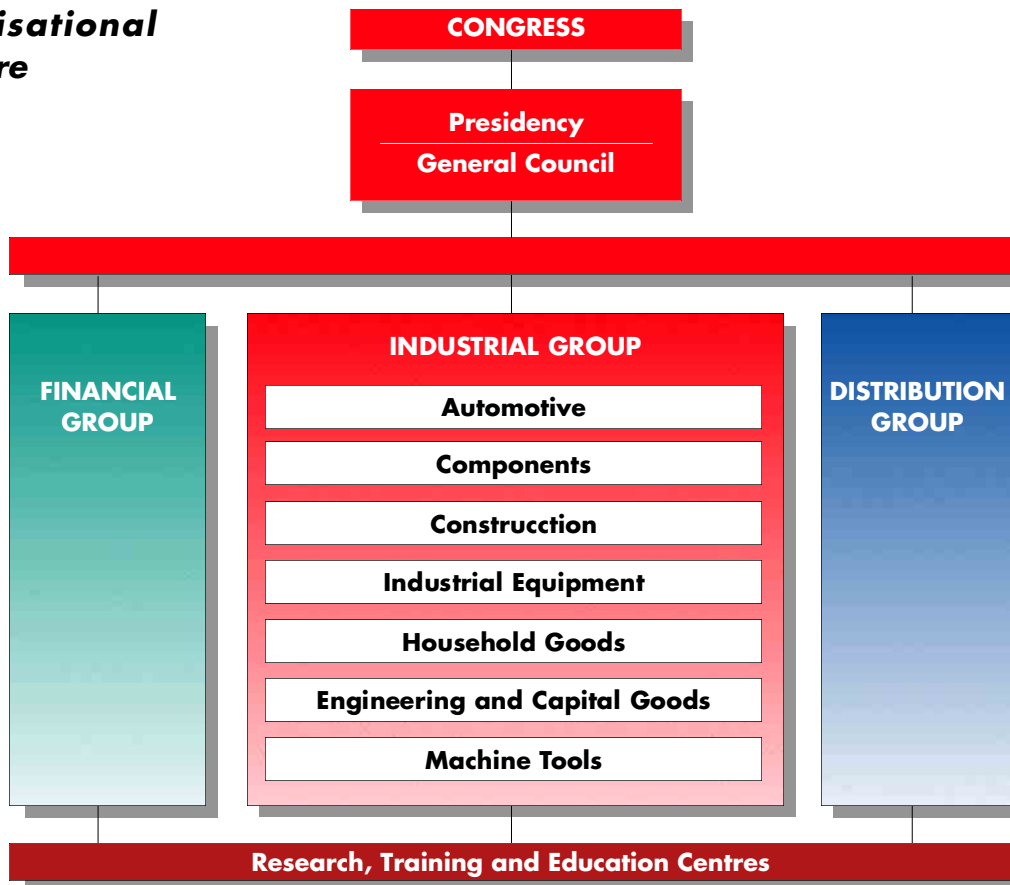 isational
re
CONGRESS
Presidency
General Council
INDUSTRIAL GROUP
FINANCIAL
GROUP
DISTRIBUTION
GROUP
Automotive
Components
Construcction
Industrial Equipment
Household Goods
Engineering and Capital Goods
Machine Tools
Research, Training and Education Centres